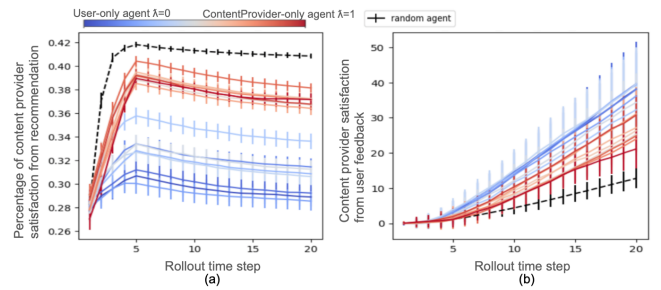 User-only agent ƛ=0
ContentProvider-only agent ƛ=1
random agent
Percentage of content provider
satisfaction from recommendation
0.42
0.40
0.38
0.36
0.34
0.32
0.30
0.28
0.26
5
10
15
20
Rollout time step
(a)
Content provider satisfaction
from user feedback
50
40
30
20
10
0
5
10
15
20
Rollout time step
(b)